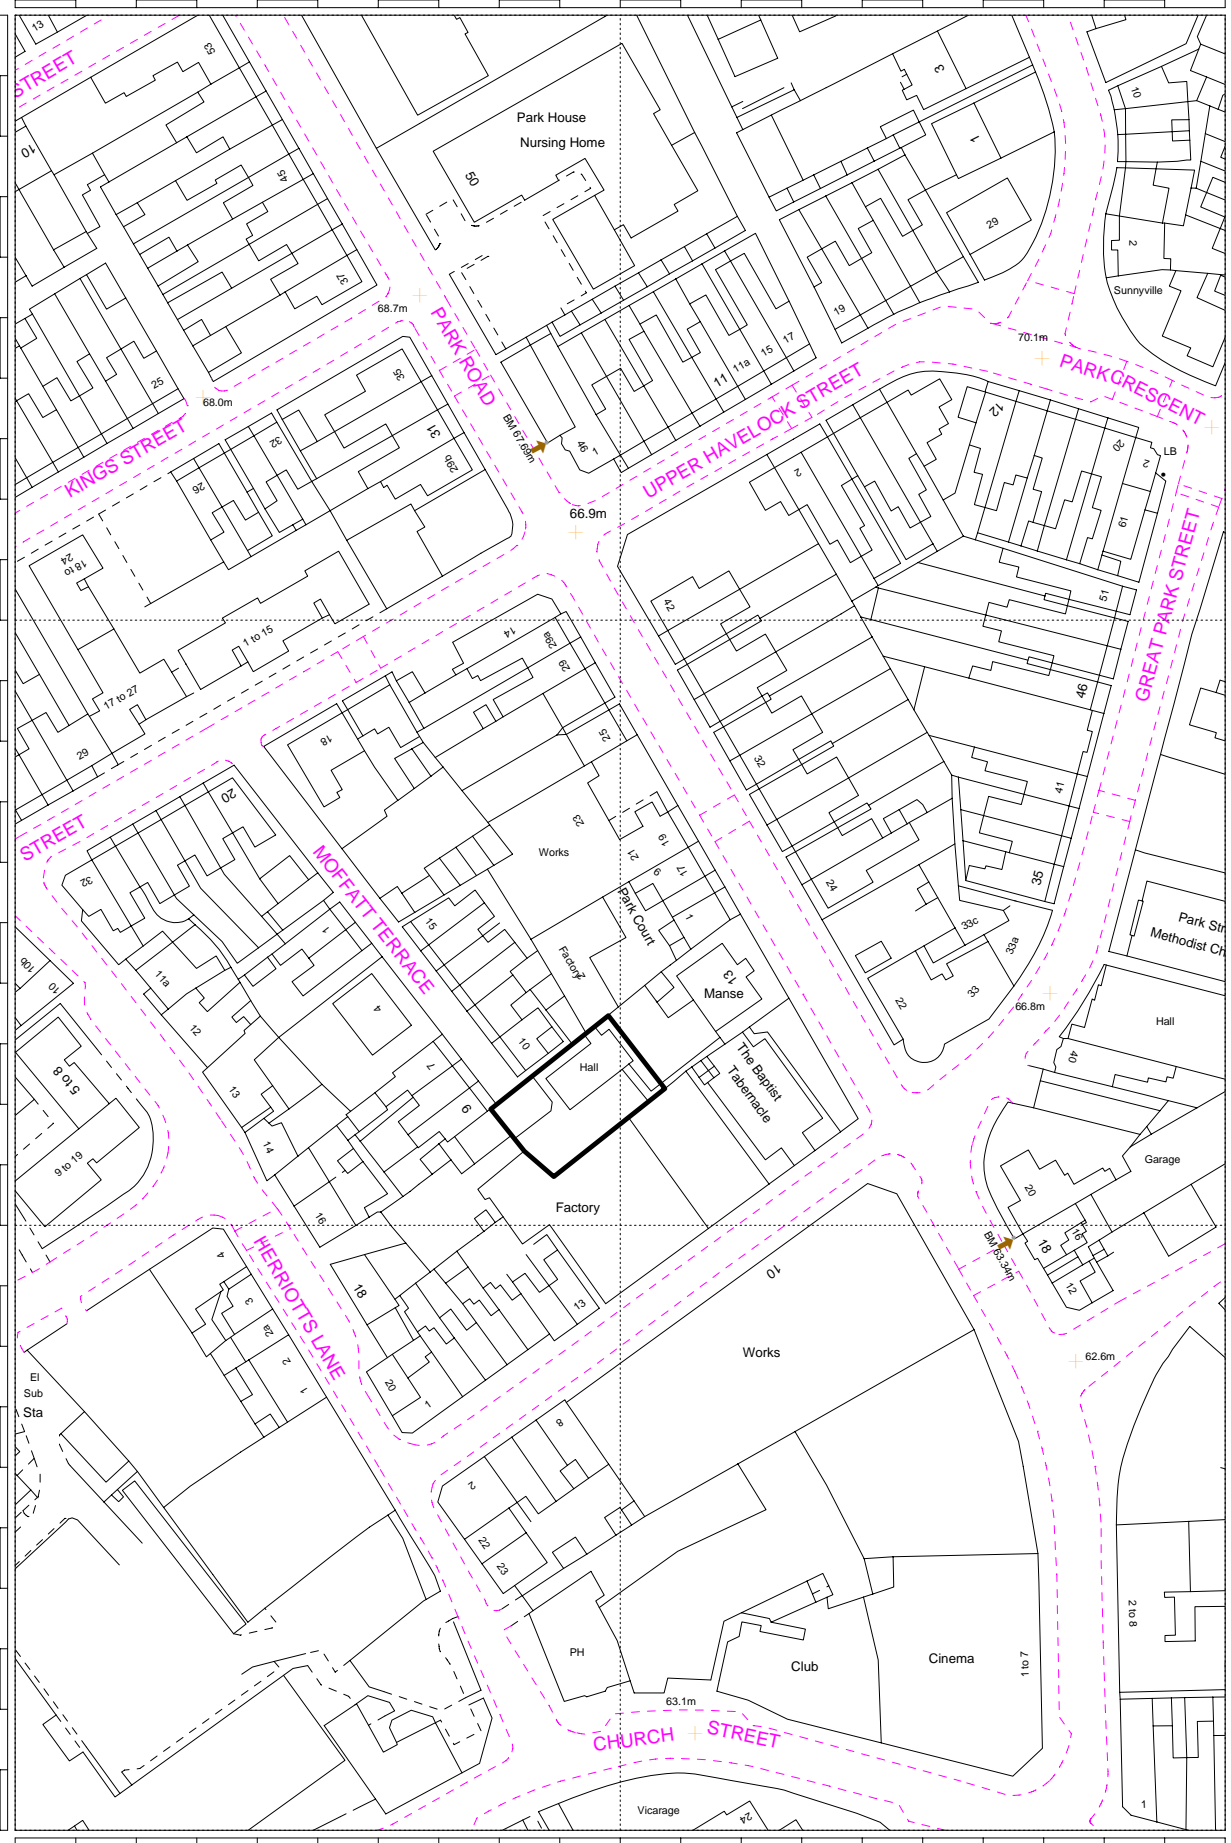 13
STREET
53
10
45
37
25
68.0m
68.7m
KINGS STREET
Park House
Nursing Home
50
PARK ROAD
BM 67.69m
46
1
11
11a
15
17
19
3
1
29
10
2
Sunnyville
70.1m
PARK CRESCENT
UPPER HAVELOCK STREET
66.9m
35
31
29b
32
26
18 to 24
1 to 15
17 to 27
29
2
12
20
2
LB
61
51
46
41
35
GREAT PARK STREET
42
32
24
14
29a
29
25
18
23
Works
19
21
17
9
1
Park Court
15
Factory
2
13
Manse
STREET
20
32
MOFFATT TERRACE
1
11a
12
4
10
7
9
13
14
16
10b
10
5 to 8
9 to 19
Hall
The Baptist
Tabernacle
Factory
33c
33a
33
22
66.8m
Park Str
Methodist Ch
Hall
40
Garage
20
18
16
12
BM 63.34m
62.6m
HERRIOTTS LANE
4
3
2a
2
1
18
20
1
13
10
Works
El
Sub
Sta
8
2
22
23
PH
Club
Cinema
1 to 7
2 to 8
63.1m
CHURCH STREET
Vicarage
24
1